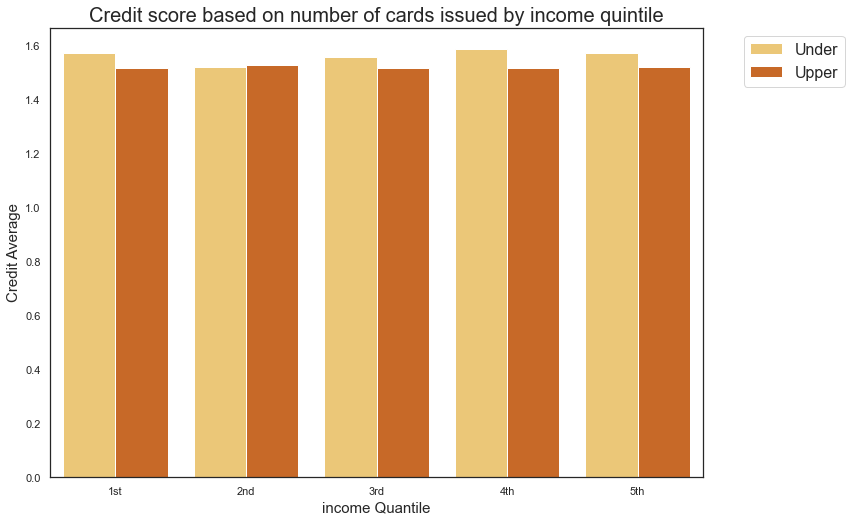 Credit score based on number of cards issued by income quintile
Under
Upper
Credit Average
1.6
1.4
1.2
1.0
0.8
0.6
0.4
0.2
0.0
1st 2nd 3rd 4th 5th
income Quantile